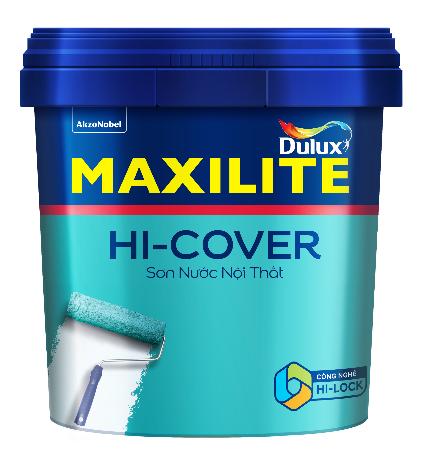 AkzoNobel
Dulux
MAXILITE
HI-COVER
Sơn Nước Nội Thất
CÔNG NGHỆ
HI-LOCK